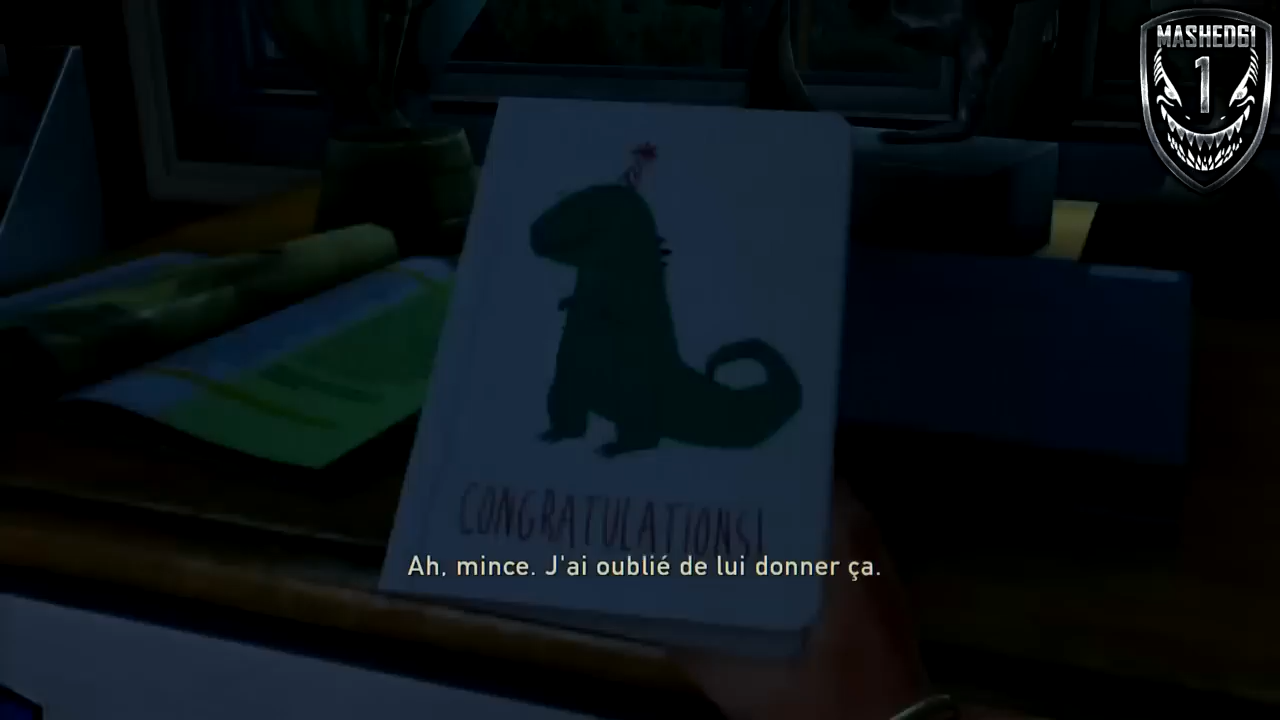 MASHED61
1
CONGRATULATIONS!
Ah, mince. J'ai oublié de lui donner ça.